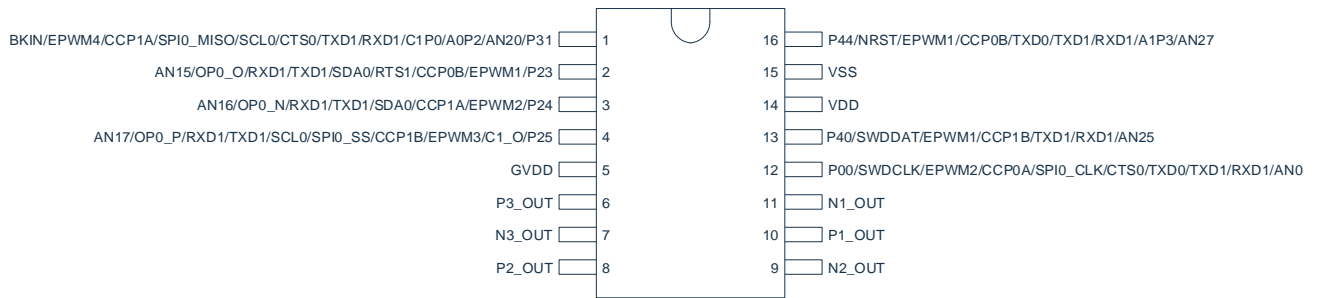 BKIN/EPWM4/CCP1A/SPI0_MISO/SCL0/CTS0/TXD1/RXD1/C1P0/A0P2/AN20/P31 1 16 P44/NRST/EPWM1/CCP0B/TXD0/TXD1/RXD1/A1P3/AN27
AN15/OP0_O/RXD1/TXD1/SDA0/RTS1/CCP0B/EPWM1/P23 2 15 VSS
AN16/OP0_N/RXD1/TXD1/SDA0/CCP1A/EPWM2/P24 3 14 VDD
AN17/OP0_P/RXD1/TXD1/SCL0/SPI0_SS/CCP1B/EPWM3/C1_O/P25 4 13 P40/SWDDAT/EPWM1/CCP1B/TXD1/RXD1/AN25
GVDD 5 12 P00/SWDCLK/EPWM2/CCP0A/SPI0_CLK/CTS0/TXD0/TXD1/RXD1/AN0
P3_OUT 6 11 N1_OUT
N3_OUT 7 10 P1_OUT
P2_OUT 8 9 N2_OUT